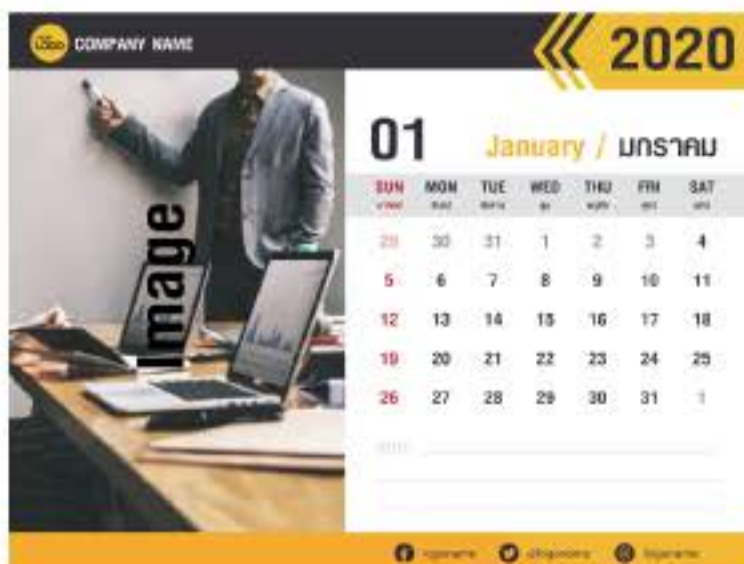 Logo COMPANY NAME
2020
Image
01 January / มกราคม
SUN MON TUE WED THU FRI SAT
29 30 31 1 2 3 4
5 6 7 8 9 10 11
12 13 14 15 16 17 18
19 20 21 22 23 24 25
26 27 28 29 30 31 1